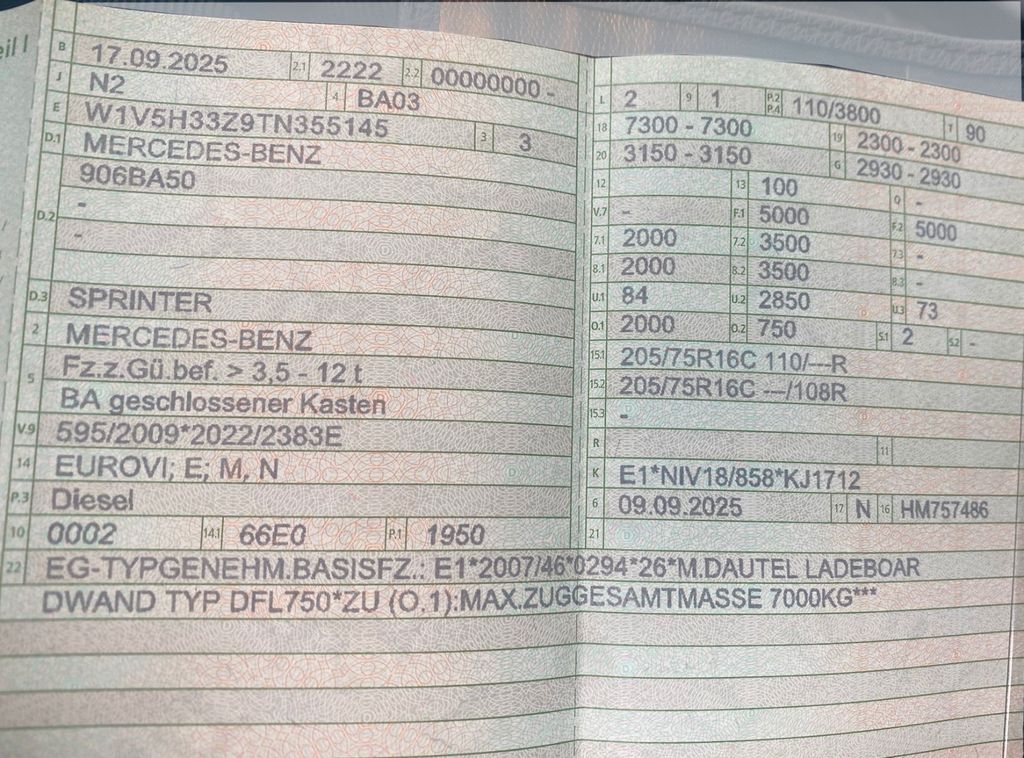 eil I
B 17.09.2025 2.1 2222 2.2 00000000 -
J N2 4 BA03
E W1V5H33Z9TN355145 3 3
D.1 MERCEDES-BENZ
906BA50
D.2 -
-
D.3 SPRINTER
2 MERCEDES-BENZ
5 Fz.z.Gü.bef. > 3,5 - 12 t
BA geschlossener Kasten
V.9 595/2009*2022/2383E
14 EUROVI; E; M, N
P.3 Diesel
10 0002 14.1 66E0 P.1 1950
L 2 9 1 P.2 P.4 110/3800 T 90
18 7300 - 7300 19 2300 - 2300
20 3150 - 3150 G 2930 - 2930
12 13 100 Q -
V.7 - F.1 5000 F.2 5000
7.1 2000 7.2 3500 7.3 -
8.1 2000 8.2 3500 8.3 -
U.1 84 U.2 2850 U.3 73
O.1 2000 O.2 750 S.1 2 S.2 -
15.1 205/75R16C 110/---R
15.2 205/75R16C ---/108R
15.3 -
R 11
K E1*NIV18/858*KJ1712
6 09.09.2025 17 N 16 HM757486
21
22 EG-TYPGENEHM.BASISFZ.: E1*2007/46*0294*26*M.DAUTEL LADEBOAR
DWAND TYP DFL750*ZU (O.1):MAX.ZUGGESAMTMASSE 7000KG***